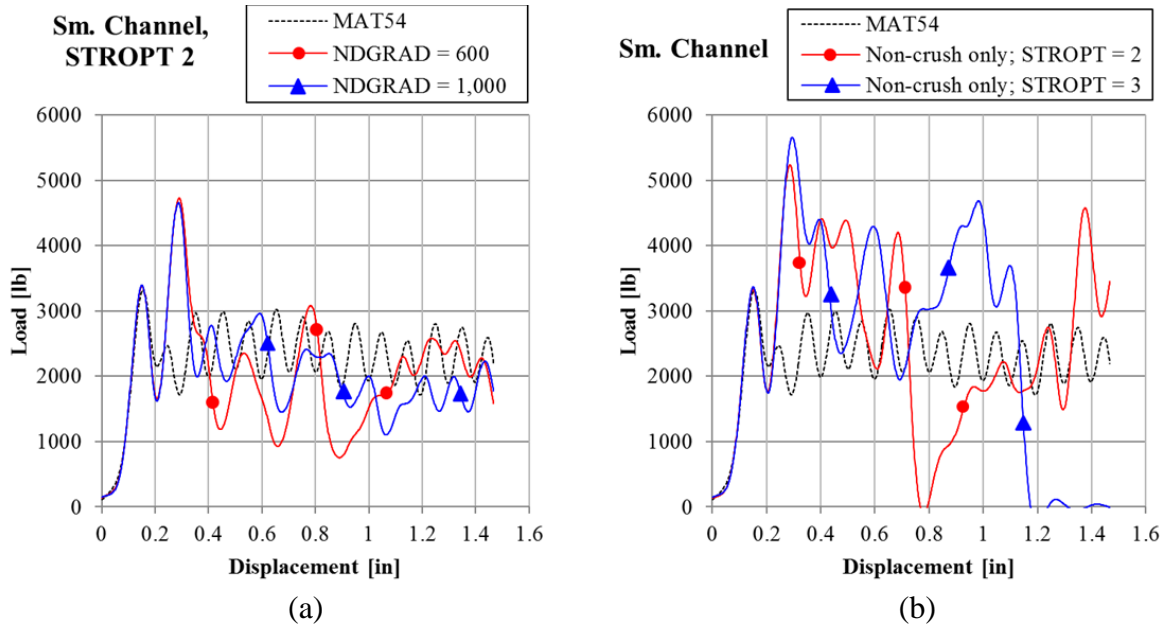 Sm. Channel,
STROPT 2
MAT54
NDGRAD = 600
NDGRAD = 1,000
6000
5000
4000
3000
2000
1000
0
Load [lb]
0 0.2 0.4 0.6 0.8 1 1.2 1.4 1.6
Displacement [in]
(a)
Sm. Channel
MAT54
Non-crush only; STROPT = 2
Non-crush only; STROPT = 3
6000
5000
4000
3000
2000
1000
0
Load [lb]
0 0.2 0.4 0.6 0.8 1 1.2 1.4 1.6
Displacement [in]
(b)